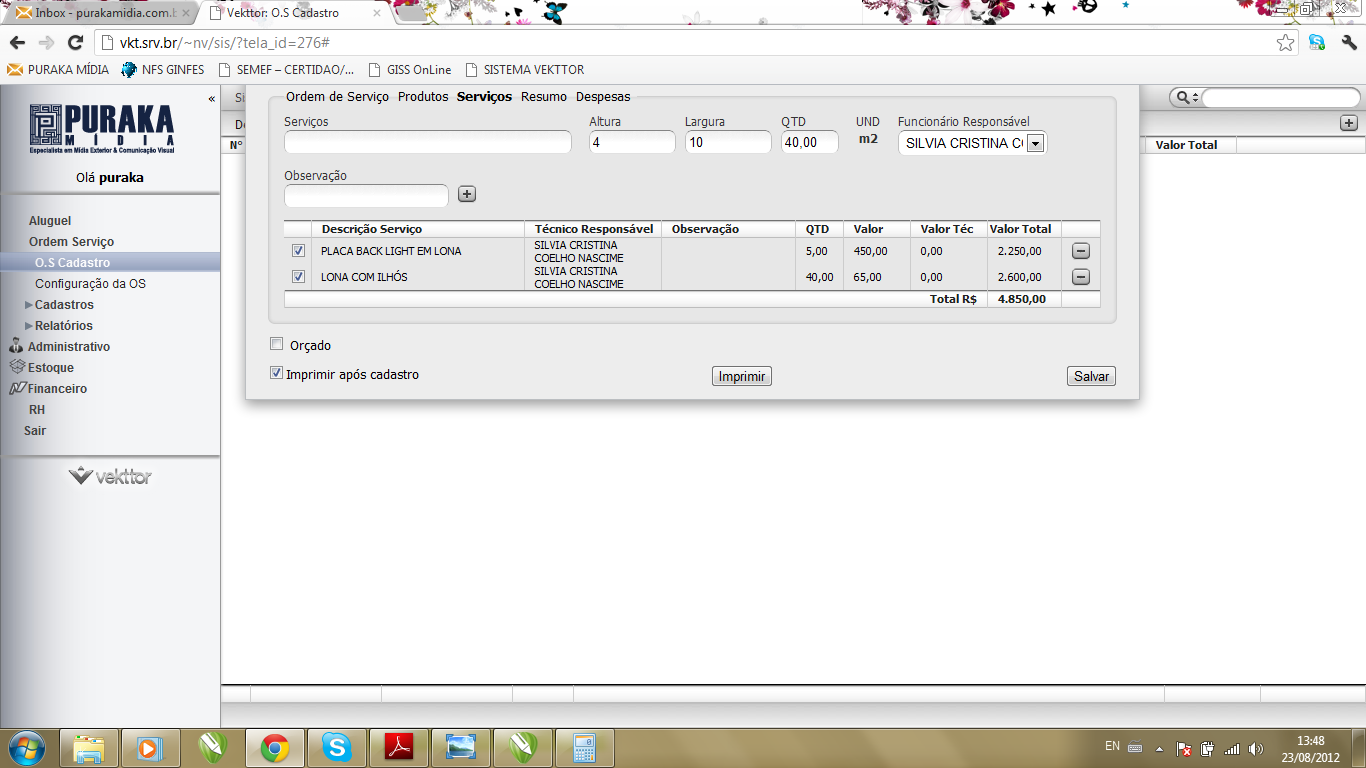 Inbox - purakamidia.com.b
Vekttor: O.S Cadastro
vkt.srv.br/~nv/sis/?tela_id=276#
PURAKA MÍDIA NFS GINFES SEMEF – CERTIDAO/... GISS OnLine SISTEMA VEKTTOR
PURAKA
MÍDIA
Especialista em Mídia Exterior & Comunicação Visual
«
Olá puraka
Aluguel
Ordem Serviço
O.S Cadastro
Configuração da OS
Cadastros
Relatórios
Administrativo
Estoque
Financeiro
RH
Sair
vekttor
Si
De
N°
Valor Total
Ordem de Serviço Produtos Serviços Resumo Despesas
Serviços Altura Largura QTD UND Funcionário Responsável
4 10 40,00 m2 SILVIA CRISTINA C
Observação
Descrição Serviço Técnico Responsável Observação QTD Valor Valor Téc Valor Total
PLACA BACK LIGHT EM LONA SILVIA CRISTINA COELHO NASCIME 5,00 450,00 0,00 2.250,00
LONA COM ILHÓS SILVIA CRISTINA COELHO NASCIME 40,00 65,00 0,00 2.600,00
Total R$ 4.850,00
Orçado
Imprimir após cadastro
Imprimir
Salvar
EN
13:48
23/08/2012